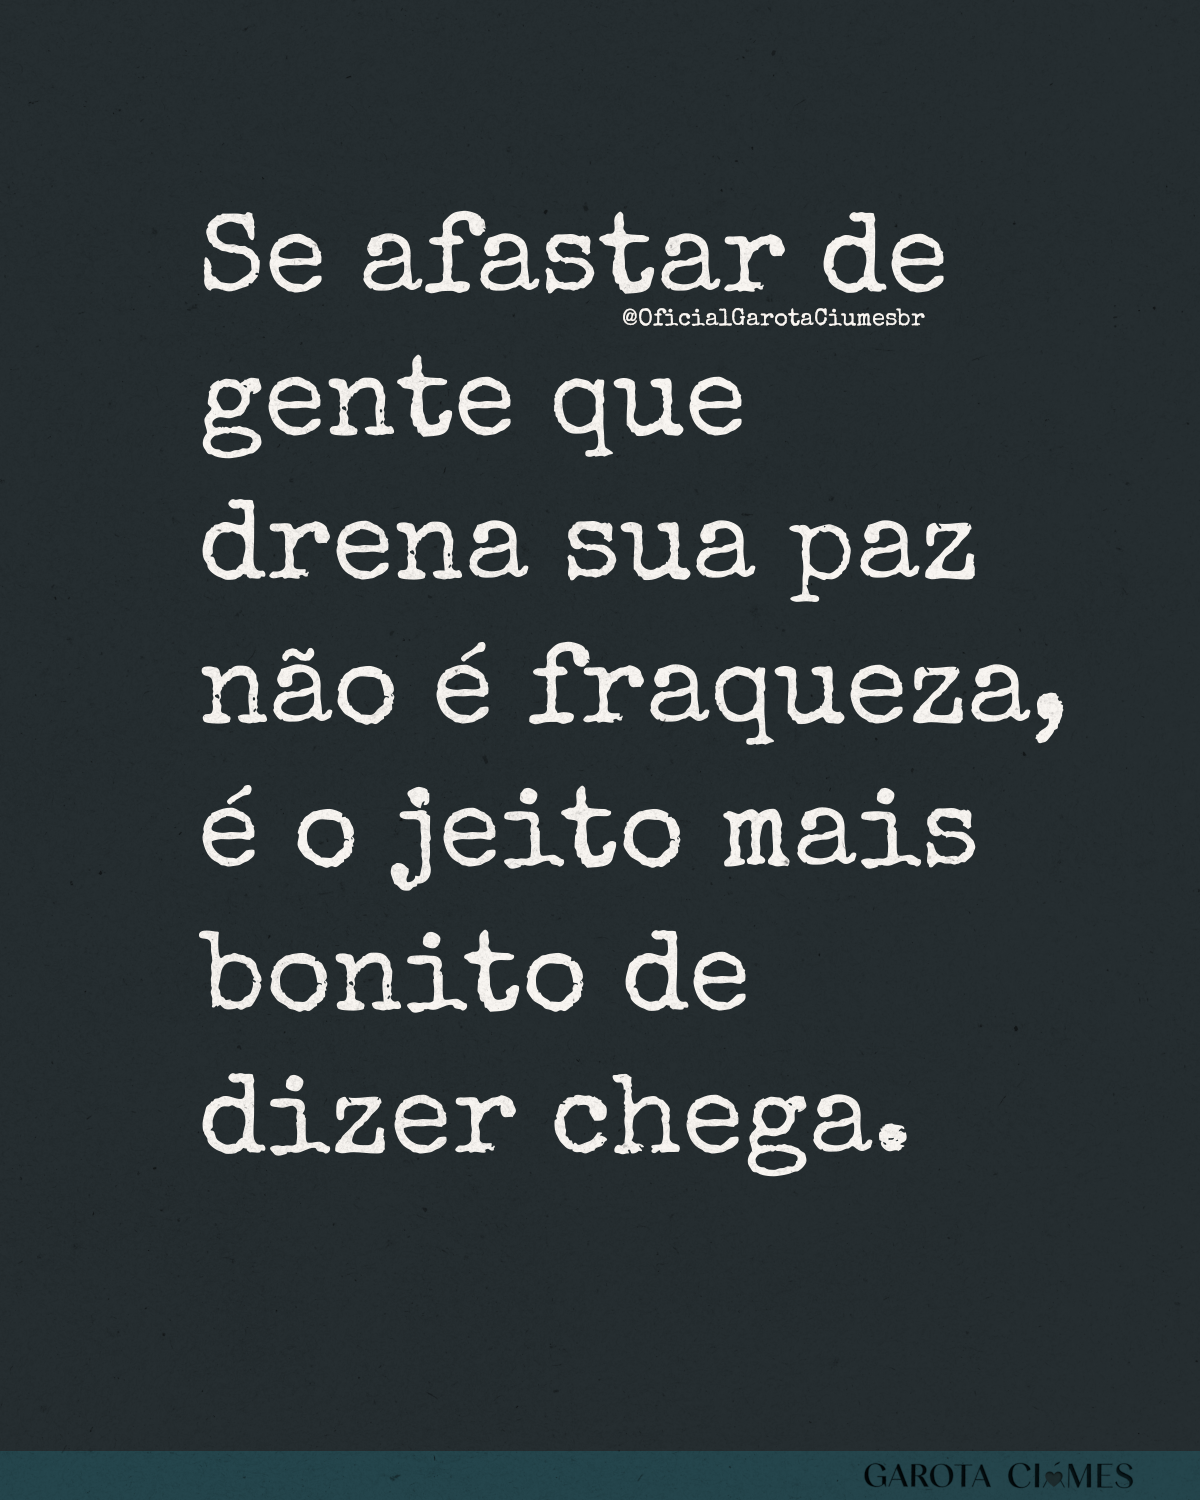 Se afastar de
@OficialGarotaCiumesbr
gente que
drena sua paz
não é fraqueza,
é o jeito mais
bonito de
dizer chega.
GAROTA CIÚMES